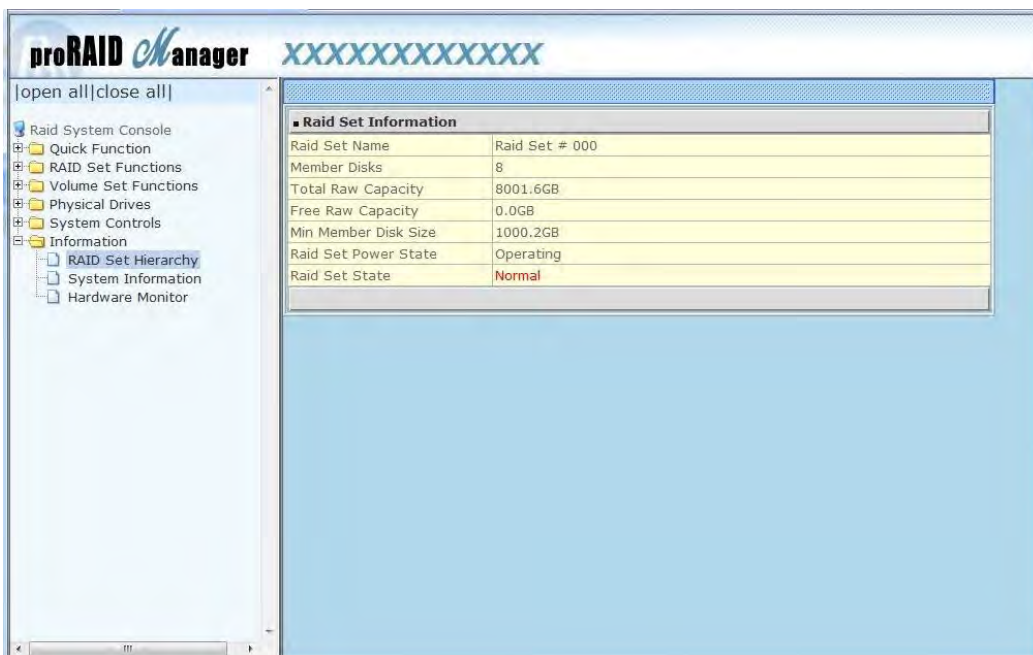 proRAID Manager XXXXXXXXXXXX
|open all|close all|
Raid System Console
Quick Function
RAID Set Functions
Volume Set Functions
Physical Drives
System Controls
Information
RAID Set Hierarchy
System Information
Hardware Monitor
Raid Set Information
Raid Set Name Raid Set # 000
Member Disks 8
Total Raw Capacity 8001.6GB
Free Raw Capacity 0.0GB
Min Member Disk Size 1000.2GB
Raid Set Power State Operating
Raid Set State Normal